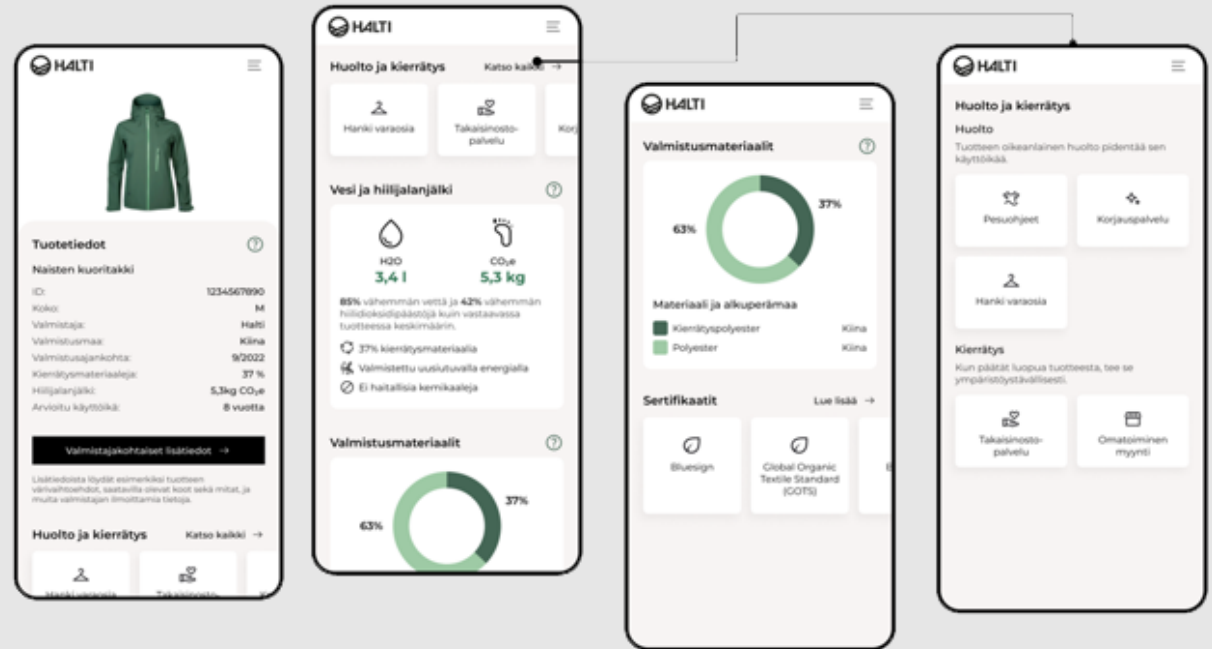 HALTI
Tuotetiedot
Naisten kuoritakki
ID: 1234567890
Koko: M
Valmistaja: Halti
Valmistusmaa: Kiina
Valmistusajankohta: 9/2022
Kierrätysmateriaaleja: 37 %
Hiilijalanjälki: 5,3kg CO₂e
Arvioitu käyttöikä: 8 vuotta
Valmistajakohtaiset lisätiedot →
Lisätiedoista löydät esimerkiksi tuotteen
värivaihtoehdot, saatavilla olevat koot sekä mitat, ja
muita valmistajan ilmoittamia tietoja.
Huolto ja kierrätys Katso kaikki →
Hanki varaosia Takaisinosto-
HALTI
Huolto ja kierrätys Katso kaikki →
Hanki varaosia
Takaisinosto-
palvelu
Korj
Vesi ja hiilijalanjälki ?
H2O CO₂e
3,4 l 5,3 kg
85% vähemmän vettä ja 42% vähemmän
hiilidioksidipäästöjä kuin vastaavassa
tuotteessa keskimäärin.
37% kierrätysmateriaalia
Valmistettu uusiutuvalla energialla
Ei haitallisia kemikaaleja
Valmistusmateriaalit ?
37%
63%
HALTI
Valmistusmateriaalit ?
37%
63%
Materiaali ja alkuperämaa
Kierrätyspolyester Kiina
Polyester Kiina
Sertifikaatit Lue lisää →
Bluesign
Global Organic
Textile Standard
(GOTS)
HALTI
Huolto ja kierrätys
Huolto
Tuotteen oikeanlainen huolto pidentää sen
käyttöikää.
Pesuohjeet Korjauspalvelu
Hanki varaosia
Kierrätys
Kun päätät luopua tuotteesta, tee se
ympäristöystävällisesti.
Takaisinosto-
palvelu
Omatoiminen
myynti